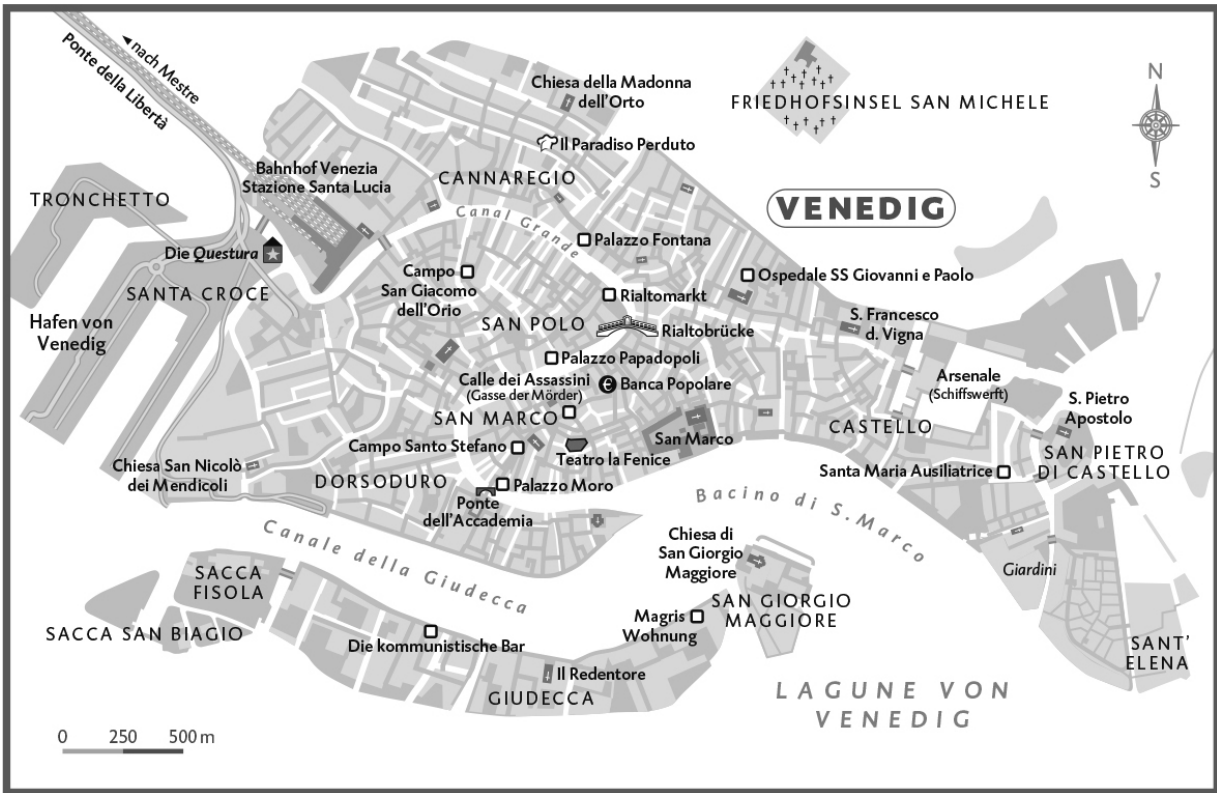 nach Mestre
Ponte della Libertà
Chiesa della Madonna
dell'Orto
FRIEDHOFSINSEL SAN MICHELE
N
S
Il Paradiso Perduto
Bahnhof Venezia
Stazione Santa Lucia
CANNAREGIO
TRONCHETTO
VENEDIG
Canal Grande
Die Questura
Palazzo Fontana
SANTA CROCE
Campo
San Giacomo
dell'Orio
Ospedale SS Giovanni e Paolo
Rialtomarkt
Hafen von
Venedig
SAN POLO
Rialtobrücke
S. Francesco
d. Vigna
Palazzo Papadopoli
Calle dei Assassini
(Gasse der Mörder)
€ Banca Popolare
Arsenale
(Schiffswerft)
S. Pietro
Apostolo
SAN MARCO
San Marco
CASTELLO
Campo Santo Stefano
Teatro la Fenice
SAN PIETRO
DI CASTELLO
Chiesa San Nicolò
dei Mendicoli
DORSODURO
Santa Maria Ausiliatrice
Palazzo Moro
Ponte
dell'Accademia
Bacino di S. Marco
Canale della Giudecca
Chiesa di
San Giorgio
Maggiore
Giardini
SACCA
FISOLA
SAN GIORGIO
MAGGIORE
Magris
Wohnung
SACCA SAN BIAGIO
Die kommunistische Bar
SANT'
ELENA
Il Redentore
GIUDECCA
LAGUNE VON
VENEDIG
0 250 500 m